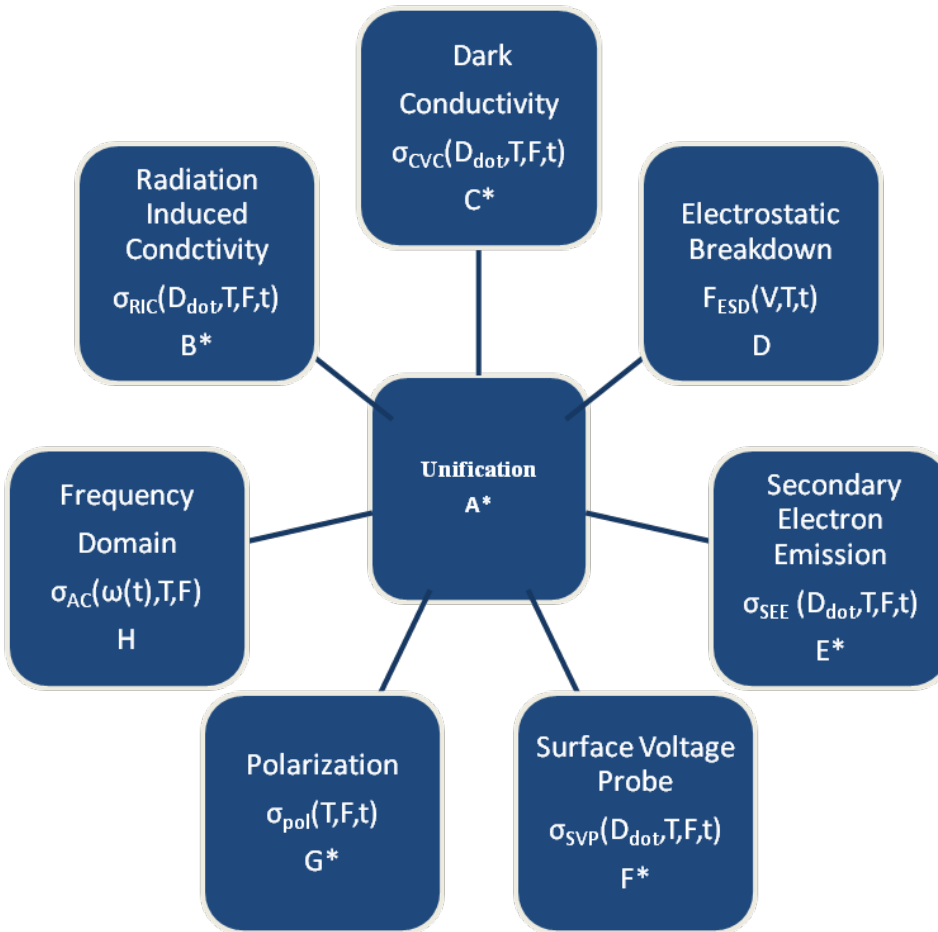 Dark
Conductivity
σCVC(Ddot,T,F,t)
C*
Radiation
Induced
Condctivity
σRIC(Ddot,T,F,t)
B*
Electrostatic
Breakdown
FESD(V,T,t)
D
Unification
A*
Frequency
Domain
σAC(ω(t),T,F)
H
Secondary
Electron
Emission
σSEE (Ddot,T,F,t)
E*
Polarization
σpol(T,F,t)
G*
Surface Voltage
Probe
σSVP(Ddot,T,F,t)
F*